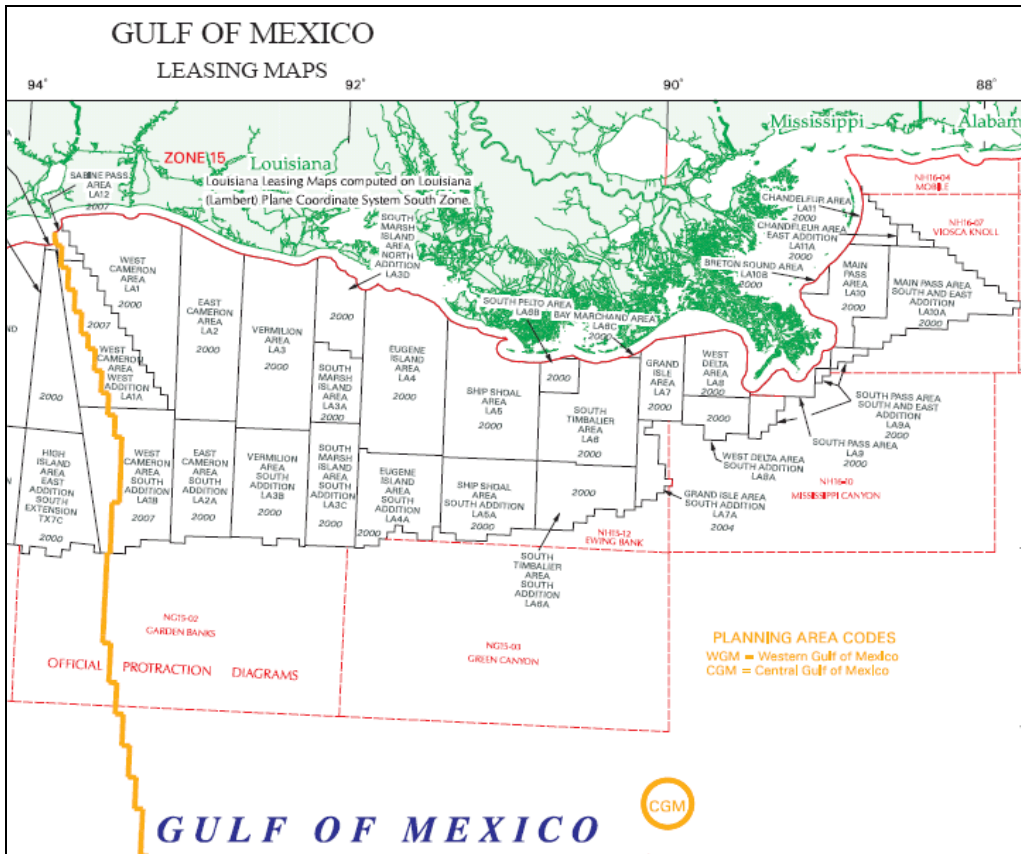 GULF OF MEXICO
LEASING MAPS
94°
92°
90°
88°
Mississippi
Alabam
ZONE 15
Louisiana
Louisiana Leasing Maps computed on Louisiana
(Lambert) Plane Coordinate System South Zone.
SABINE PASS
AREA
LA12
2007
NH16-04
MOBILE
NH16-07
VIOSCA KNOLL
CHANDELEUR AREA
LA11
2000
CHANDELEUR AREA
EAST ADDITION
LA11A
2000
BRETON SOUND AREA
LA10B
2000
MAIN
PASS
AREA
LA10
2000
MAIN PASS AREA
SOUTH AND EAST
ADDITION
LA10A
2000
SOUTH
MARSH
ISLAND
AREA,
NORTH
ADDITION
LA3D
2000
WEST
CAMERON
AREA
LA1
2000
2007
WEST
CAMERON
AREA
WEST
ADDITION
LA1A
EAST
CAMERON
AREA
LA2
2000
VERMILION
AREA
LA3
2000
SOUTH
MARSH
ISLAND
AREA
LA3A
2000
EUGENE
ISLAND
AREA
LA4
2000
SOUTH PELTO AREA
LA6B
2000
BAY MARCHAND AREA
LA6C
2000
SHIP SHOAL
AREA
LA5
2000
SOUTH
TIMBALIER
AREA
LA6
2000
GRAND
ISLE
AREA
LA7
2000
WEST
DELTA
AREA
LA8
2000
2000
2000
HIGH
ISLAND
AREA
EAST
ADDITION
SOUTH
EXTENSION
TX7C
2000
WEST
CAMERON
AREA
SOUTH
ADDITION
LA1B
2007
EAST
CAMERON
AREA
SOUTH
ADDITION
LA2A
2000
VERMILION
AREA
SOUTH
ADDITION
LA3B
2000
SOUTH
MARSH
ISLAND
AREA
SOUTH
ADDITION
LA3C
2000
EUGENE
ISLAND
AREA
SOUTH
ADDITION
LA4A
2000
SHIP SHOAL
AREA
SOUTH ADDITION
LA5A
2000
2000
SOUTH
TIMBALIER
AREA
SOUTH
ADDITION
LA6A
WEST DELTA AREA
SOUTH ADDITION
LA8A
SOUTH PASS AREA
SOUTH AND EAST
ADDITION
LA9A
2000
SOUTH PASS AREA
LA9
2000
GRAND ISLE AREA
SOUTH ADDITION
LA7A
2004
NH16-10
MISSISSIPPI CANYON
NH15-12
EWING BANK
NG15-02
GARDEN BANKS
NG15-03
GREEN CANYON
OFFICIAL PROTRACTION DIAGRAMS
PLANNING AREA CODES
WGM = Western Gulf of Mexico
CGM = Central Gulf of Mexico
CGM
GULF OF MEXICO